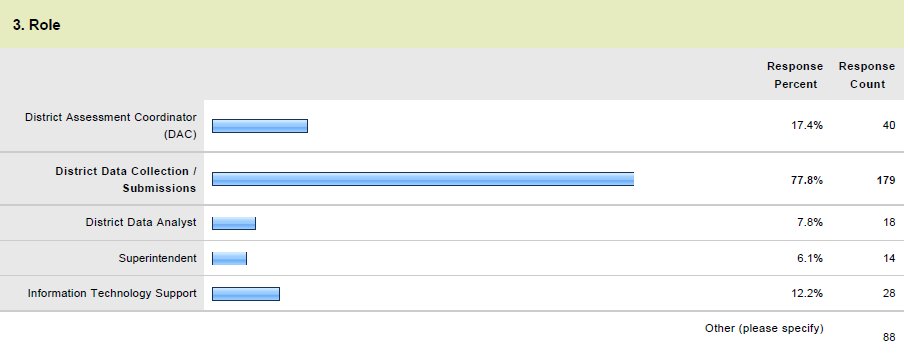 3. Role
Response Percent
Response Count
District Assessment Coordinator
(DAC)
17.4% 40
District Data Collection /
Submissions
77.8% 179
District Data Analyst 7.8% 18
Superintendent 6.1% 14
Information Technology Support 12.2% 28
Other (please specify)
88